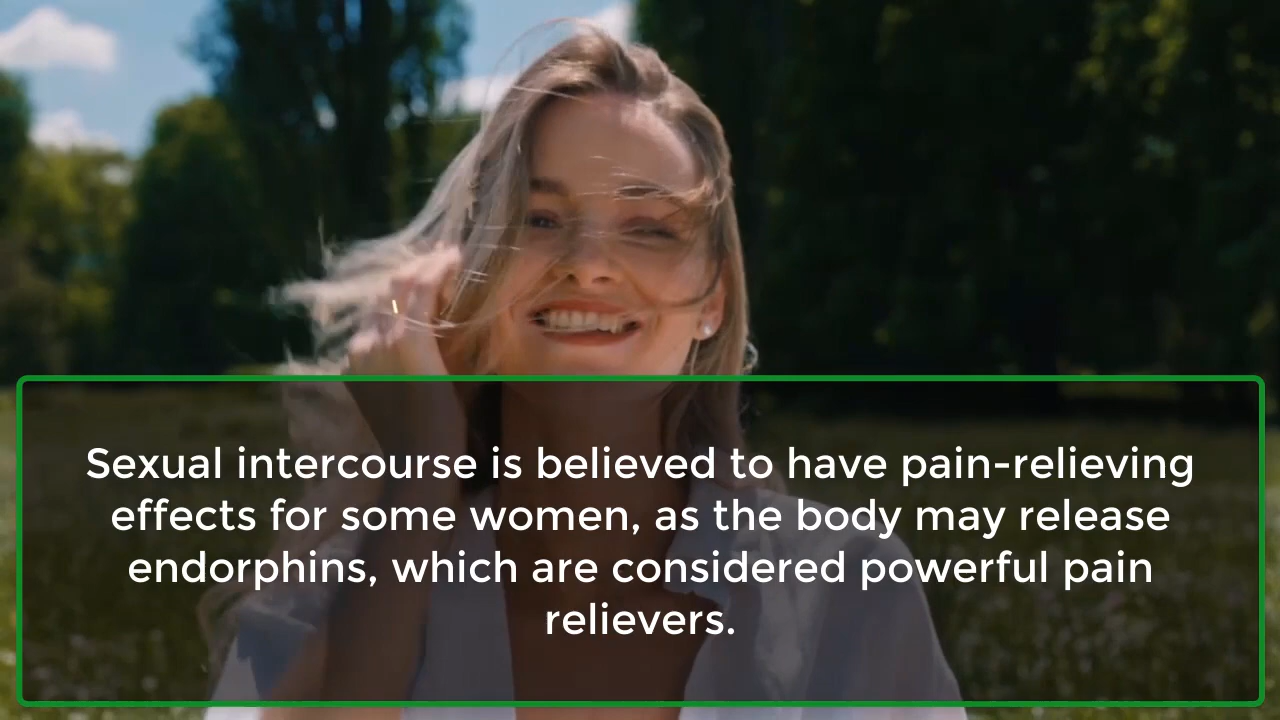 Sexual intercourse is believed to have pain-relieving
effects for some women, as the body may release
endorphins, which are considered powerful pain
relievers.